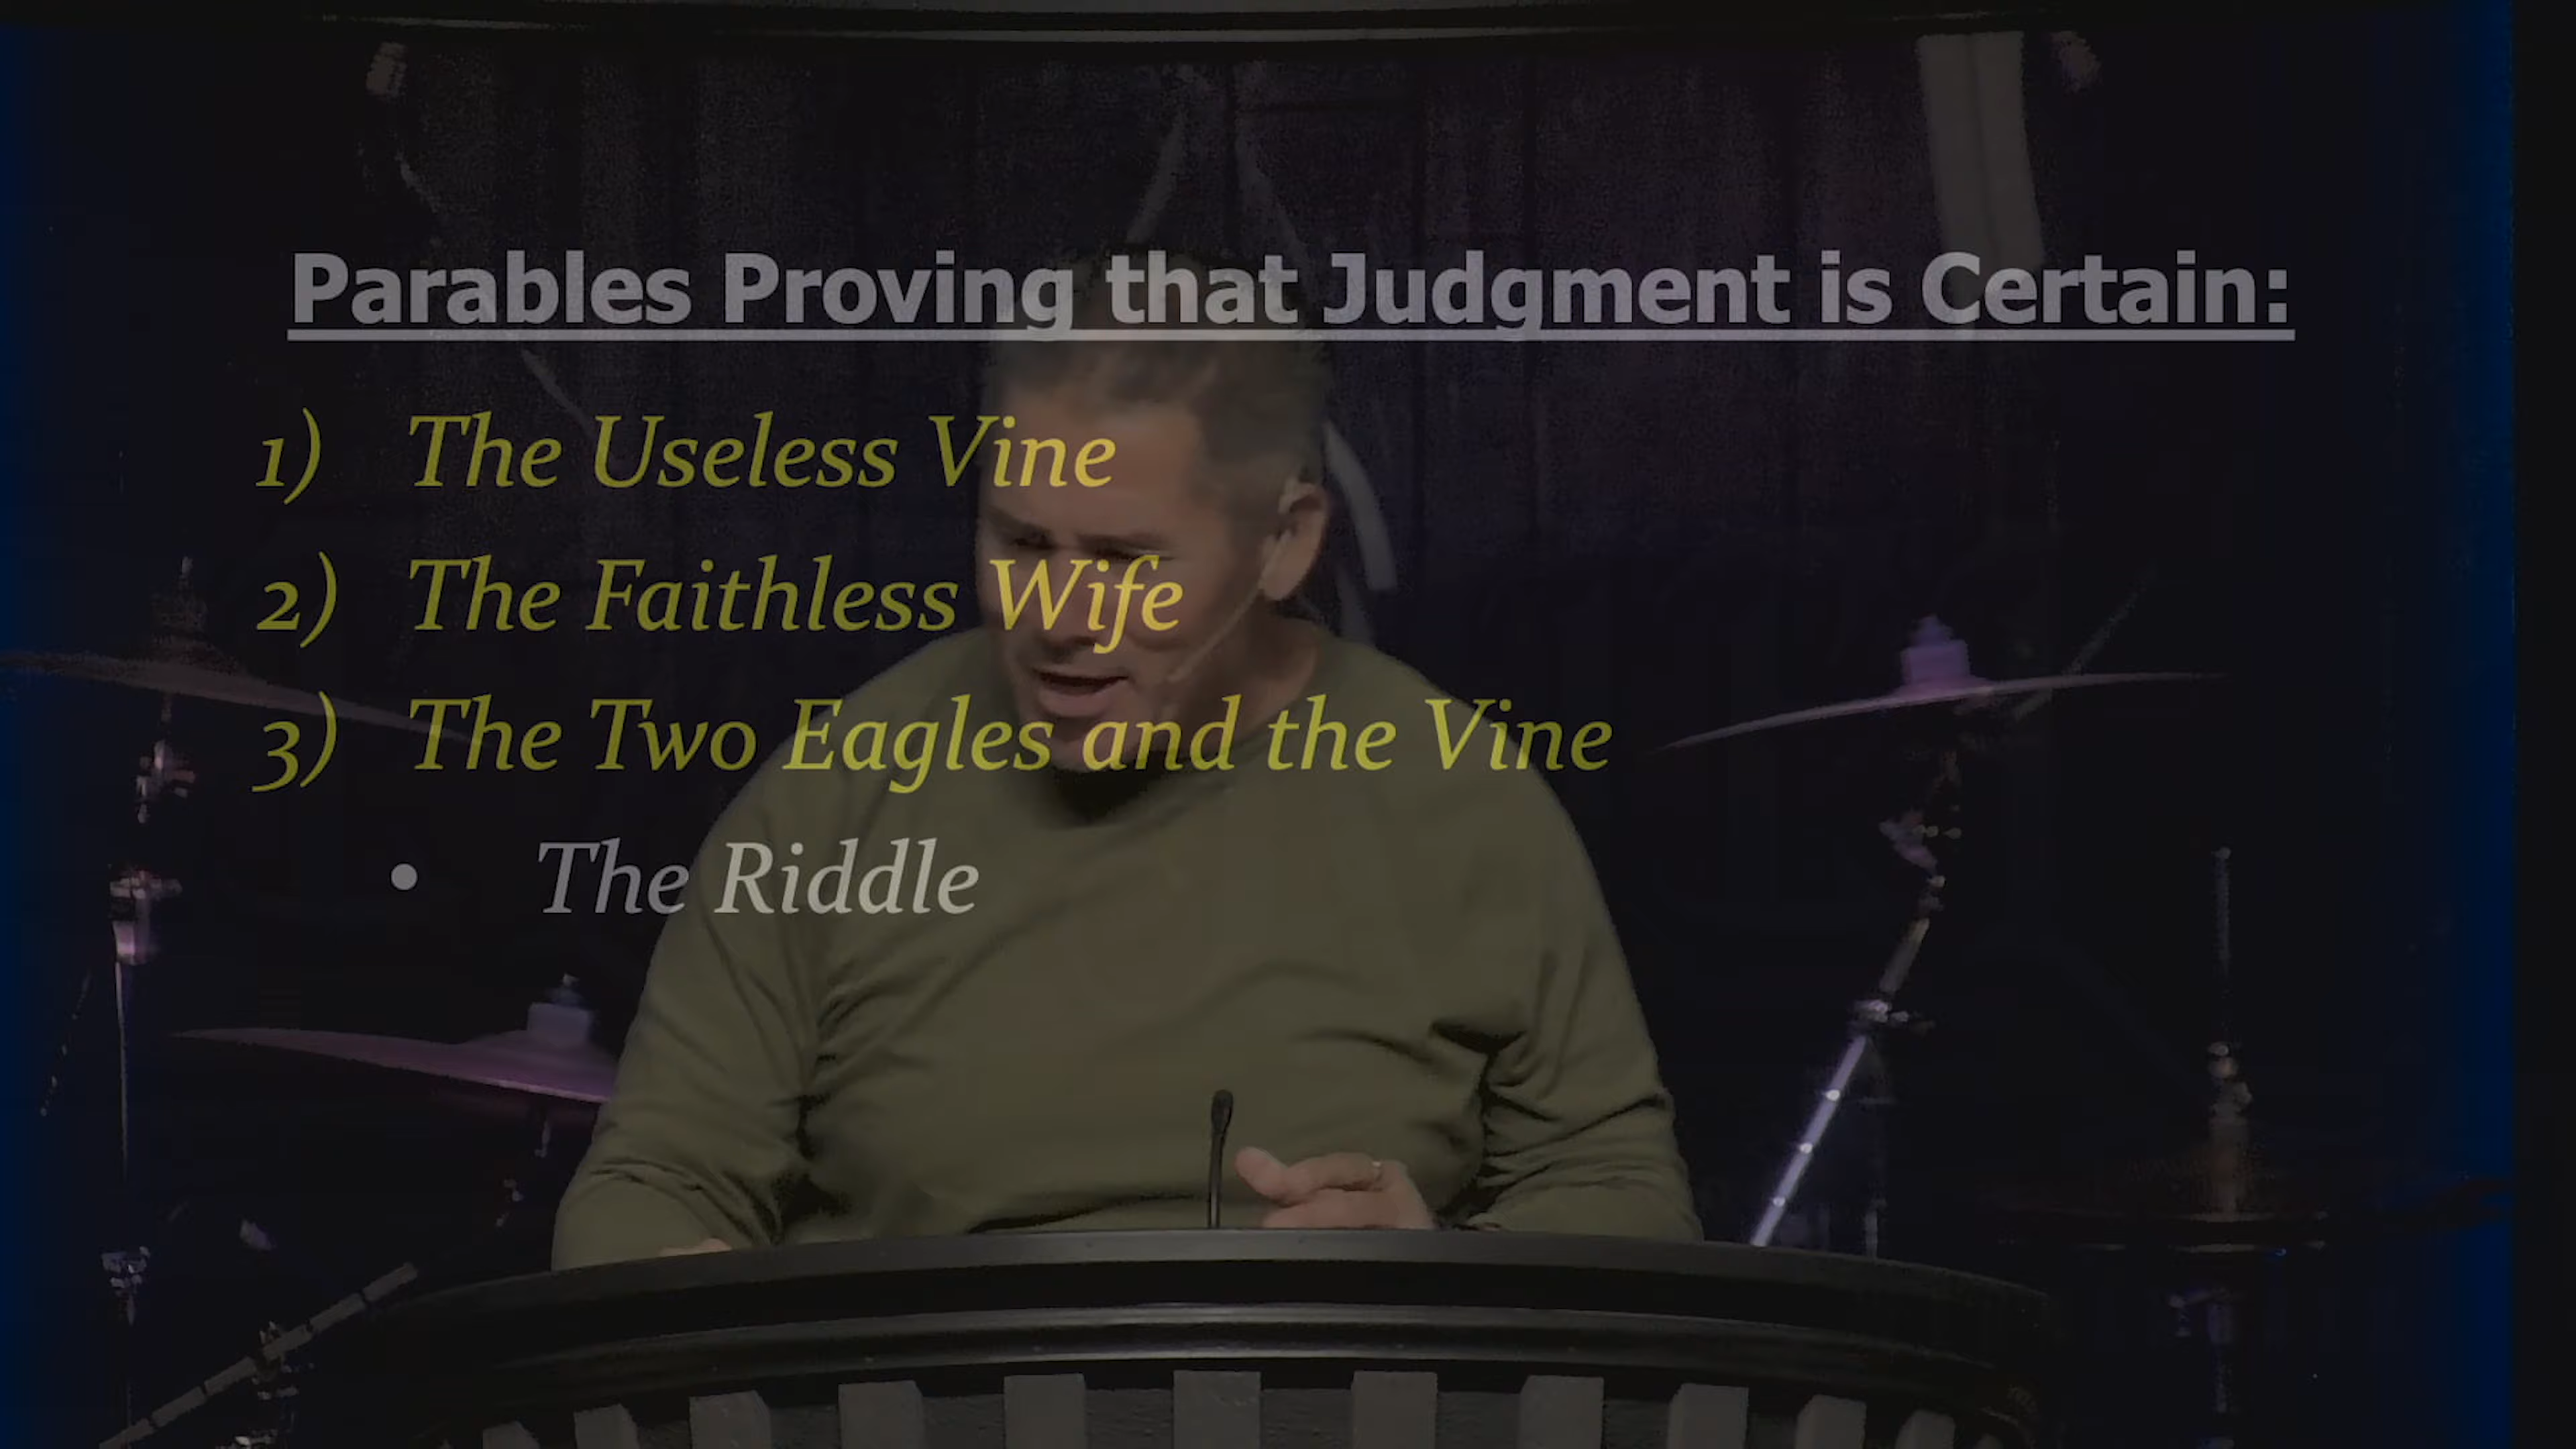 Parables Proving that Judgment is Certain:
1) The Useless Vine
2) The Faithless Wife
3) The Two Eagles and the Vine
• The Riddle